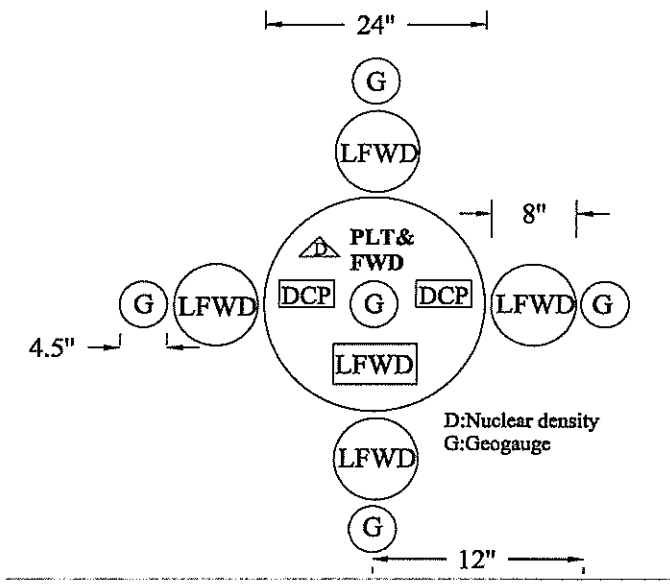 24"
G
LFWD
8"
D
PLT&
FWD
DCP
G
DCP
G
LFWD
LFWD
G
4.5"
LFWD
D:Nuclear density
G:Geogauge
LFWD
G
12"